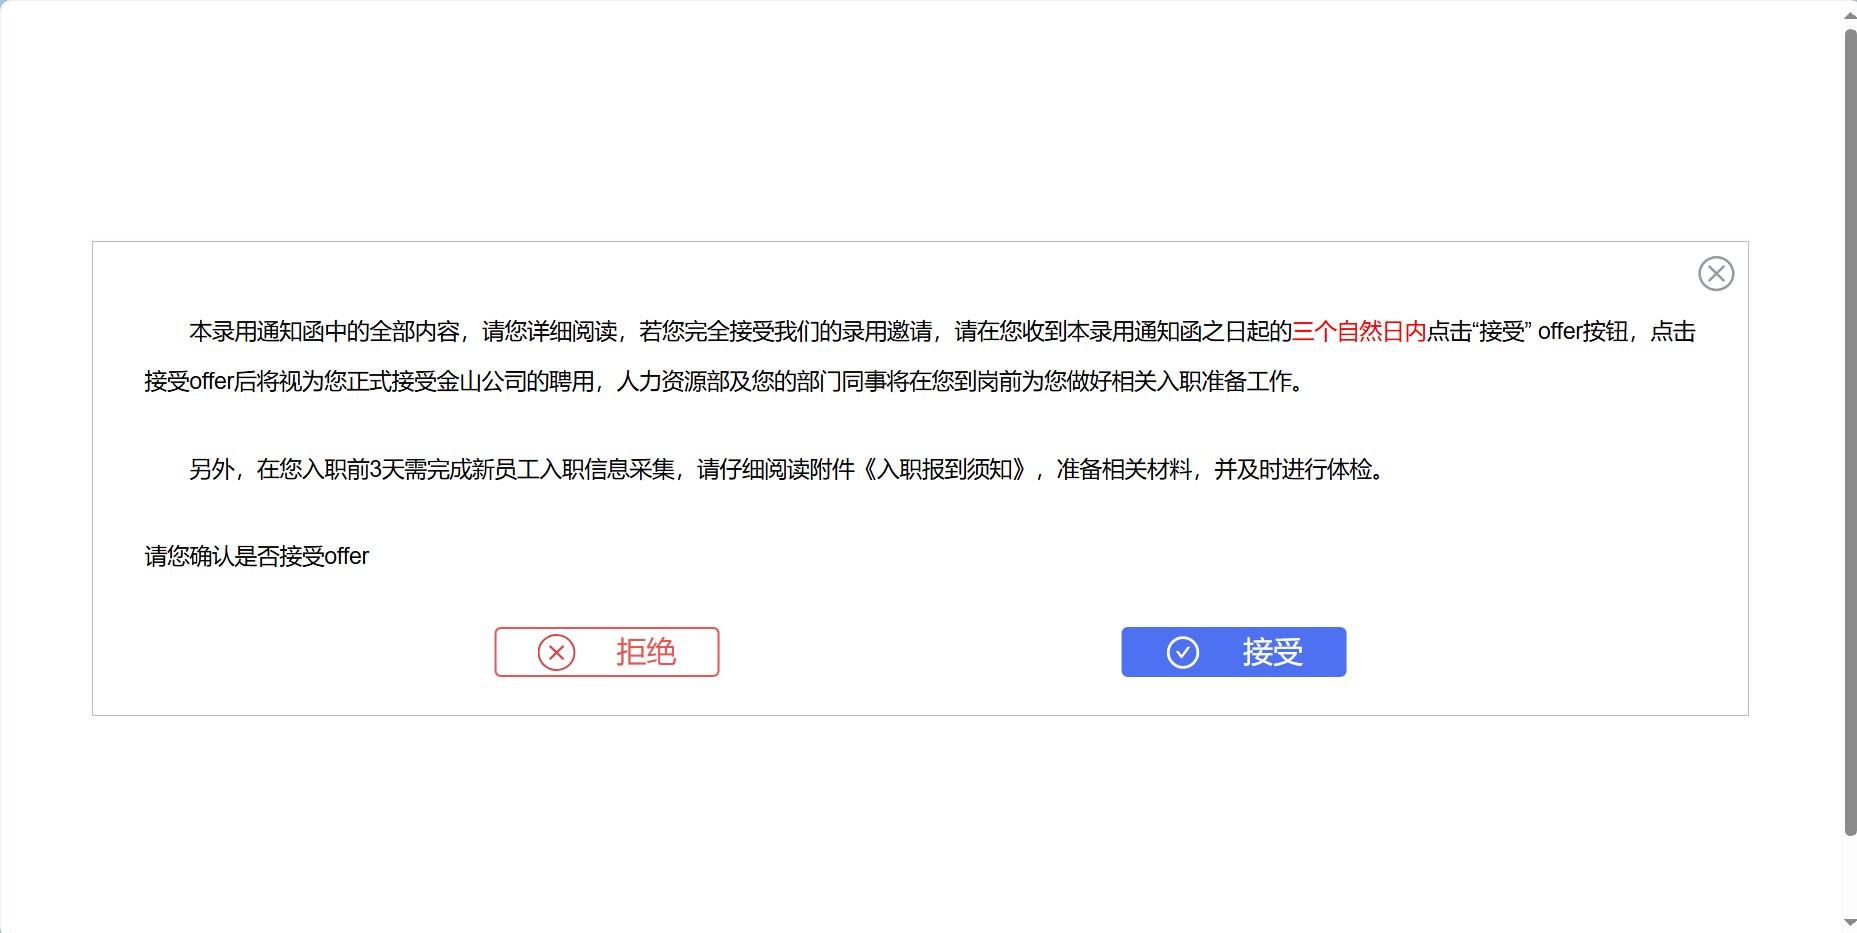 本录用通知函中的全部内容，请您详细阅读，若您完全接受我们的录用邀请，请在您收到本录用通知函之日起的三个自然日内点击“接受” offer按钮，点击
接受offer后将视为您正式接受金山公司的聘用，人力资源部及您的部门同事将在您到岗前为您做好相关入职准备工作。
另外，在您入职前3天需完成新员工入职信息采集，请仔细阅读附件《入职报到须知》，准备相关材料，并及时进行体检。
请您确认是否接受offer
拒绝
接受